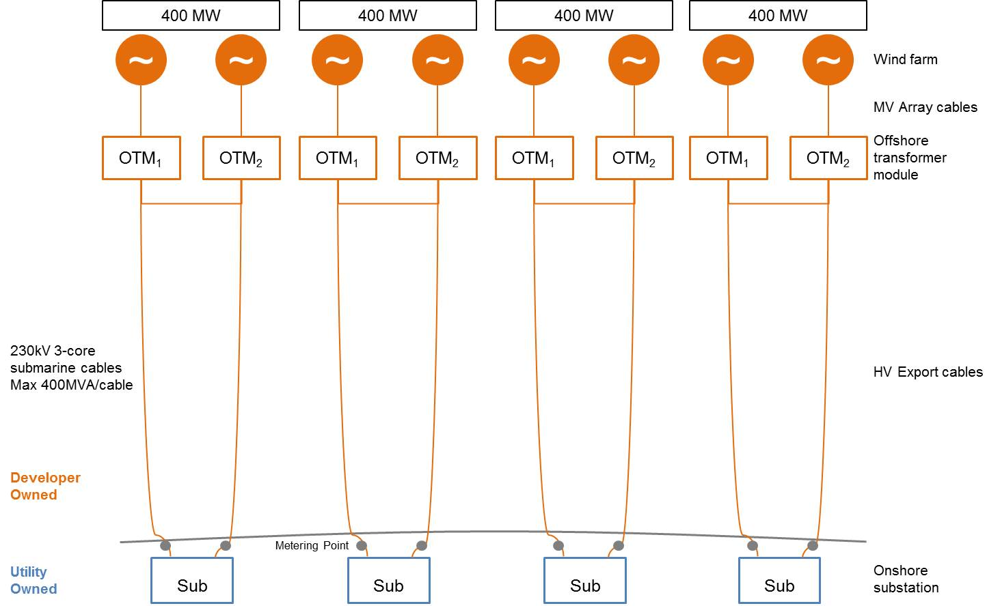 400 MW
400 MW
400 MW
400 MW
~
~
~
~
~
~
~
~
Wind farm
MV Array cables
OTM₁
OTM₂
OTM₁
OTM₂
OTM₁
OTM₂
OTM₁
OTM₂
Offshore
transformer
module
230kV 3-core
submarine cables
Max 400MVA/cable
HV Export cables
Developer
Owned
Metering Point
Utility
Owned
Sub
Sub
Sub
Sub
Onshore
substation